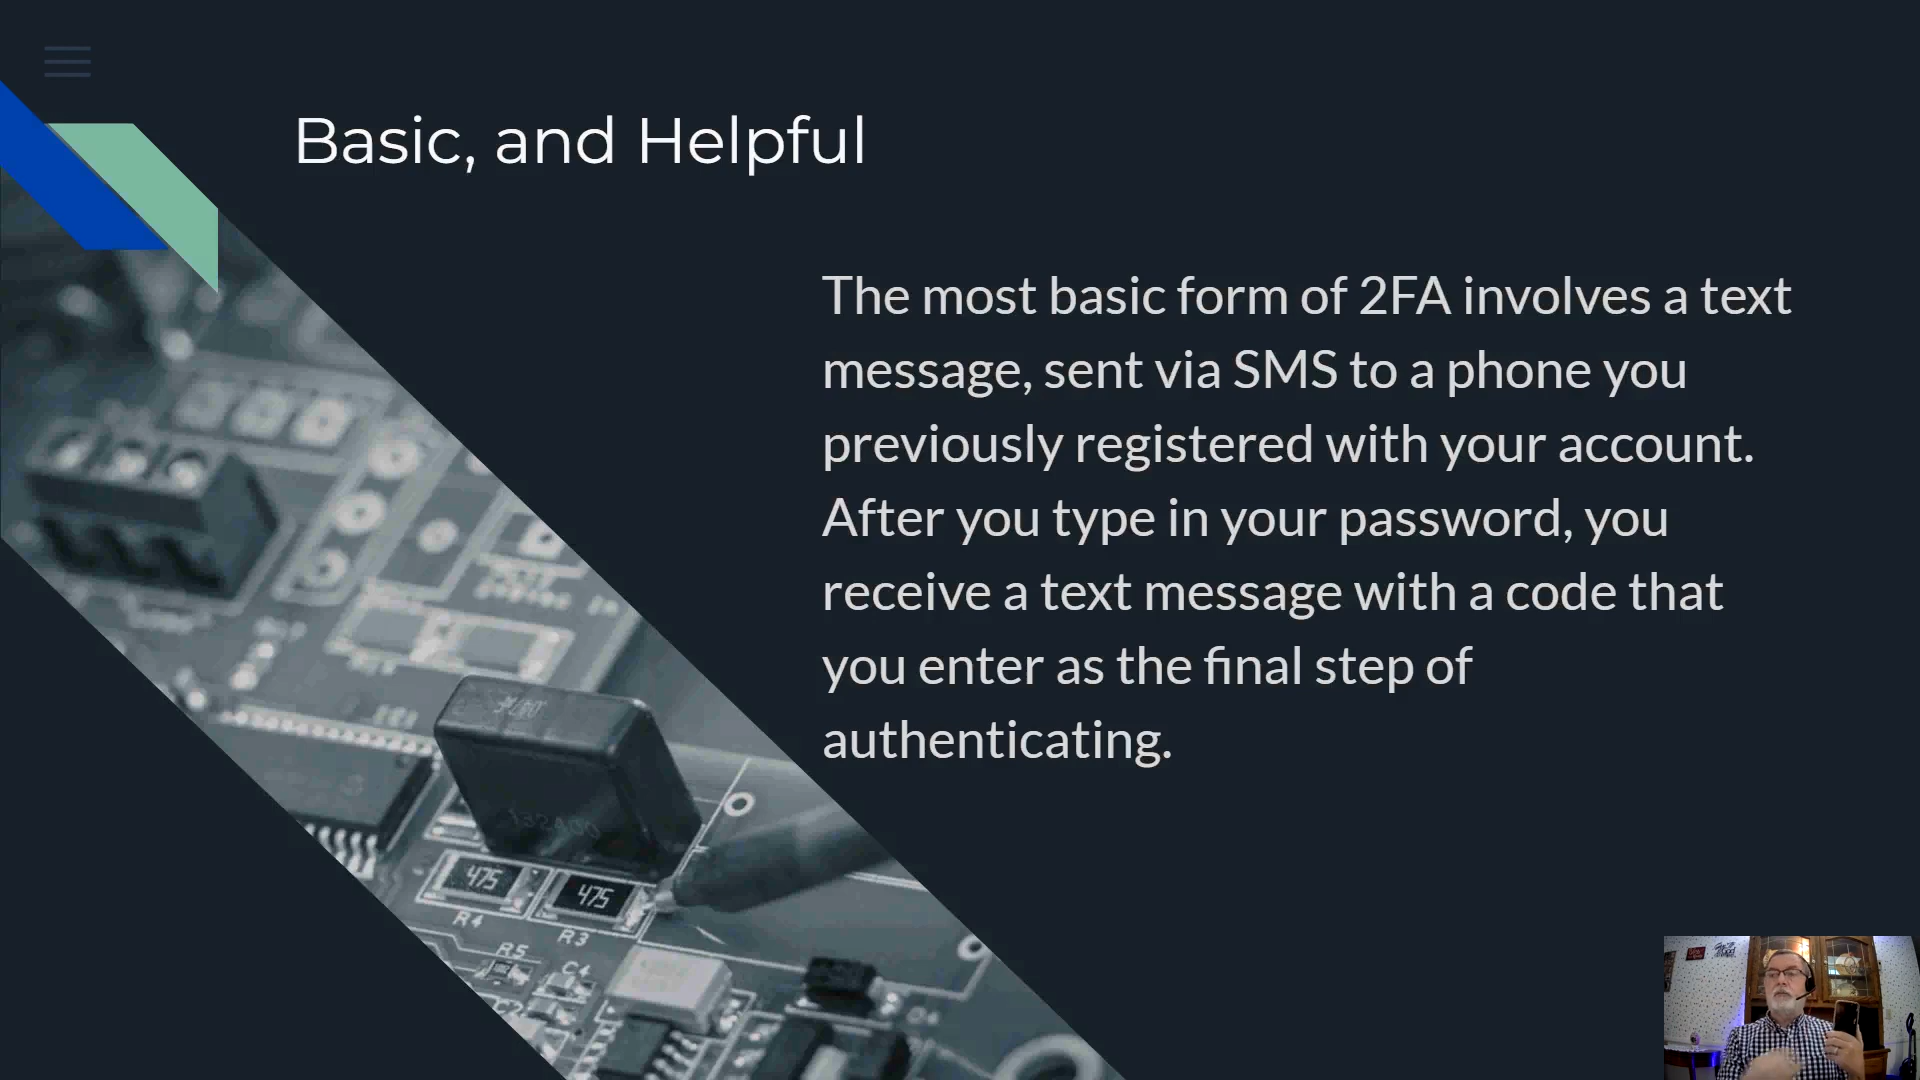 Basic, and Helpful
The most basic form of 2FA involves a text
message, sent via SMS to a phone you
previously registered with your account.
After you type in your password, you
receive a text message with a code that
you enter as the final step of
authenticating.
475
475
R4
R3
R5
C4